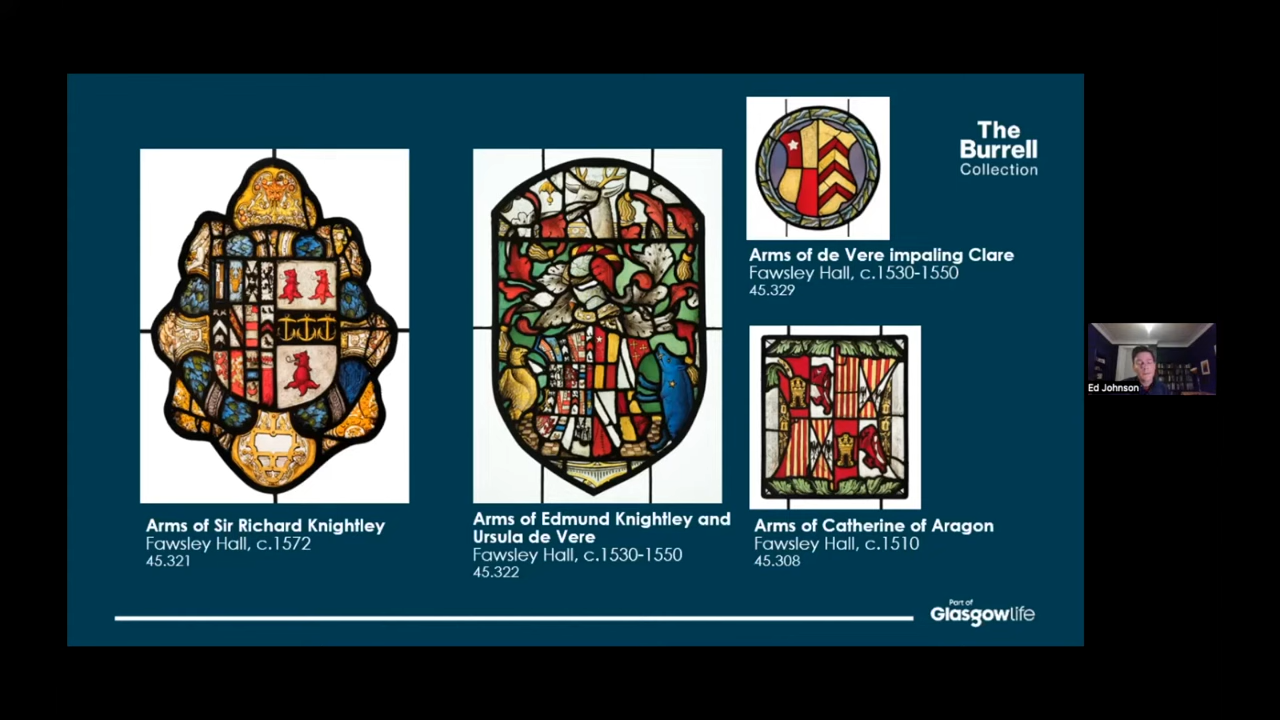 The
Burrell
Collection
Arms of de Vere impaling Clare
Fawsley Hall, c.1530-1550
45.329
Arms of Sir Richard Knightley
Fawsley Hall, c.1572
45.321
Arms of Edmund Knightley and
Ursula de Vere
Fawsley Hall, c.1530-1550
45.322
Arms of Catherine of Aragon
Fawsley Hall, c.1510
45.308
Part of
Glasgowlife
Ed Johnson